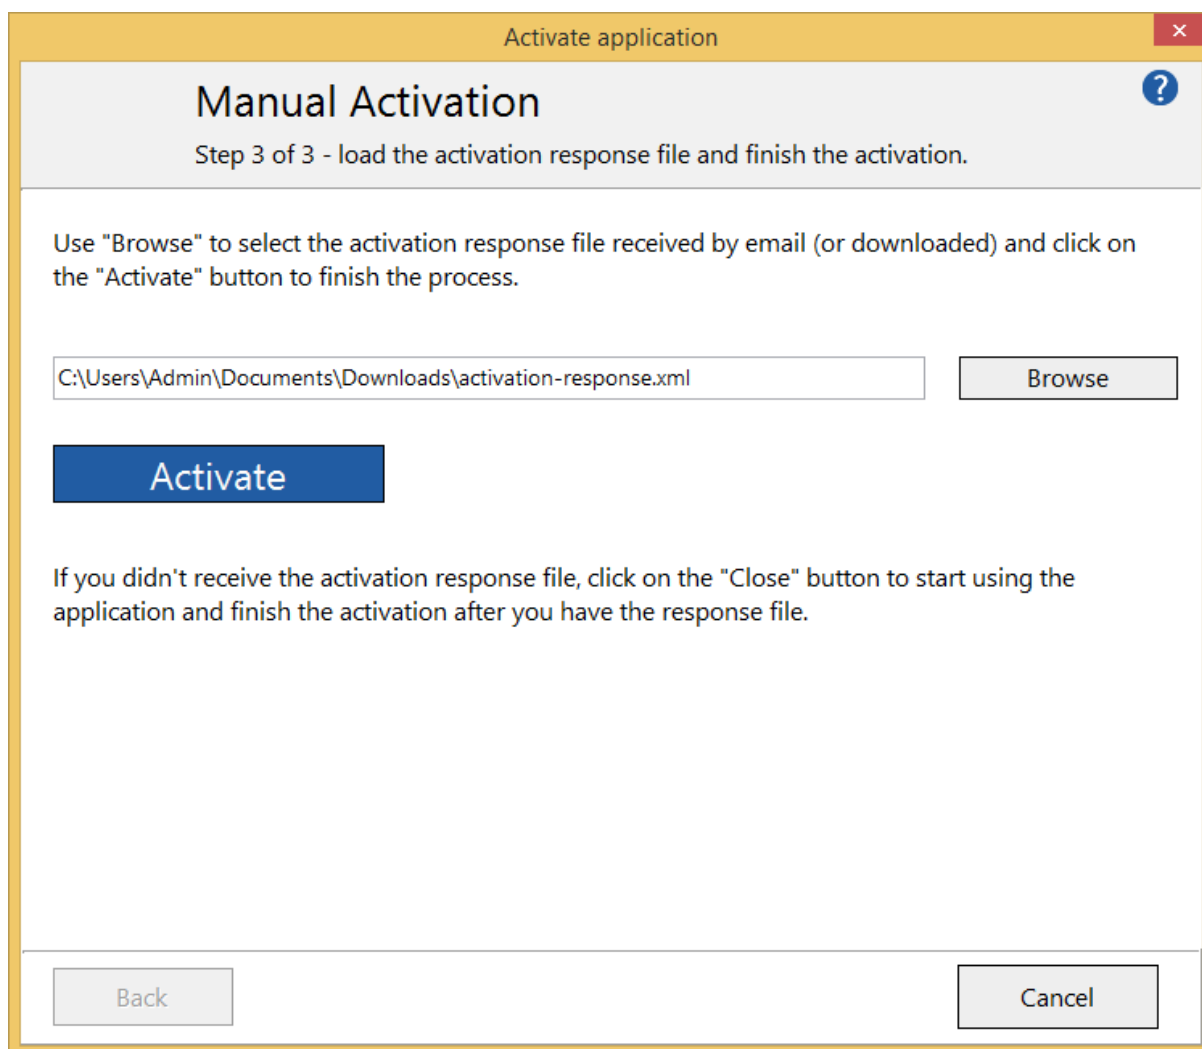 Activate application
×
Manual Activation
?
Step 3 of 3 - load the activation response file and finish the activation.
Use "Browse" to select the activation response file received by email (or downloaded) and click on
the "Activate" button to finish the process.
C:\Users\Admin\Documents\Downloads\activation-response.xml
Browse
Activate
If you didn't receive the activation response file, click on the "Close" button to start using the
application and finish the activation after you have the response file.
Back
Cancel